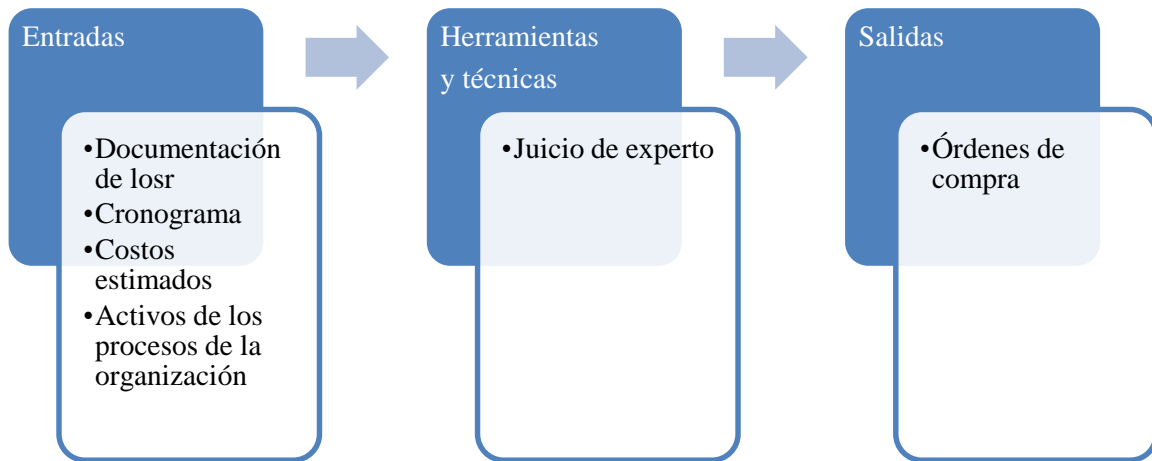 Entradas
•Documentación
de losr
•Cronograma
•Costos
estimados
•Activos de los
procesos de la
organización
Herramientas
y técnicas
•Juicio de experto
Salidas
•Órdenes de
compra